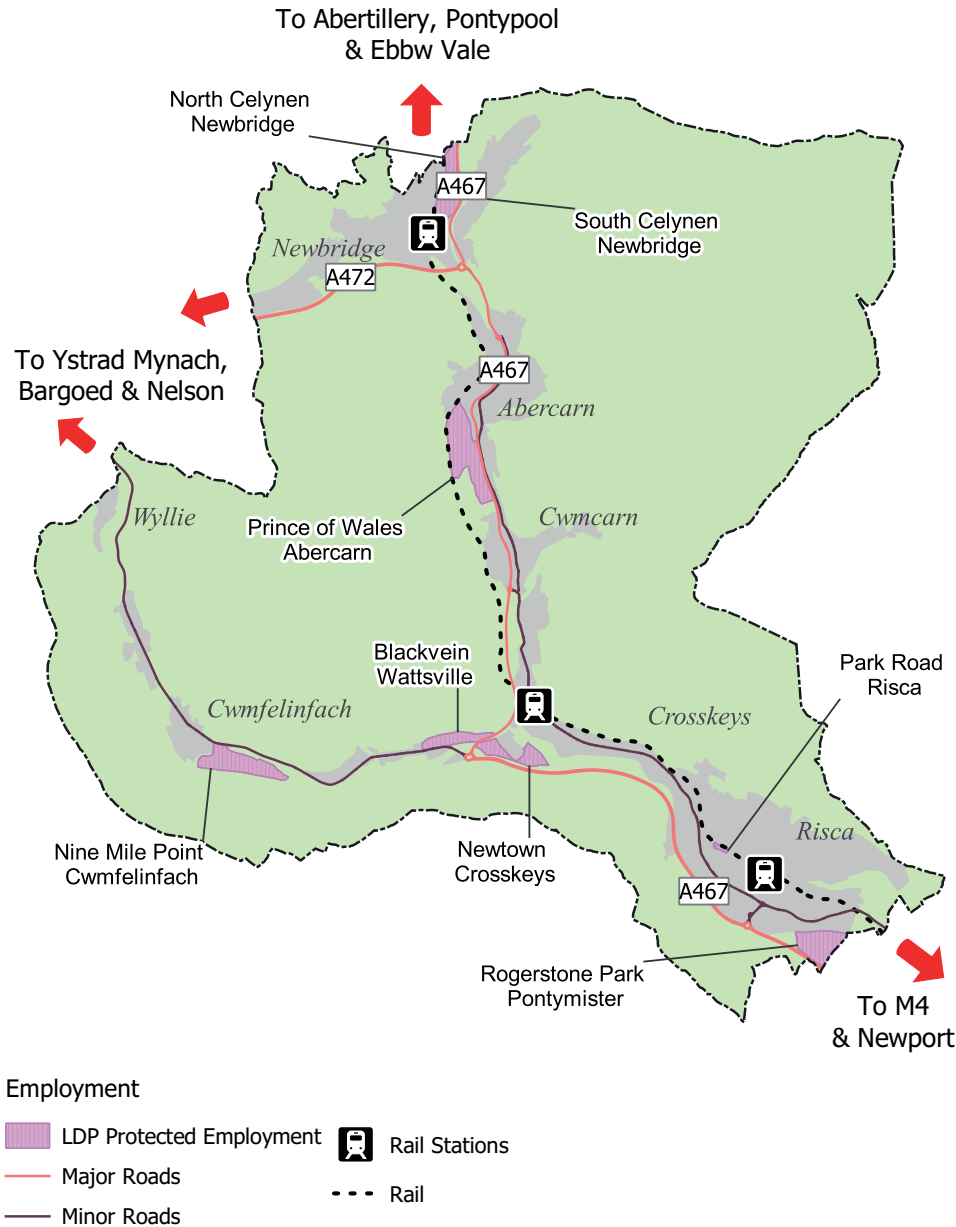 To Abertillery, Pontypool
& Ebbw Vale
North Celynen
Newbridge
A467
South Celynen
Newbridge
Newbridge
A472
To Ystrad Mynach,
Bargoed & Nelson
A467
Abercarn
Wyllie
Prince of Wales
Abercarn
Cwmcarn
Blackvein
Wattsville
Park Road
Risca
Cwmfelinfach
Crosskeys
Nine Mile Point
Cwmfelinfach
Newtown
Crosskeys
Risca
A467
Rogerstone Park
Pontymister
To M4
& Newport
Employment
LDP Protected Employment
Major Roads
Minor Roads
Rail Stations
Rail